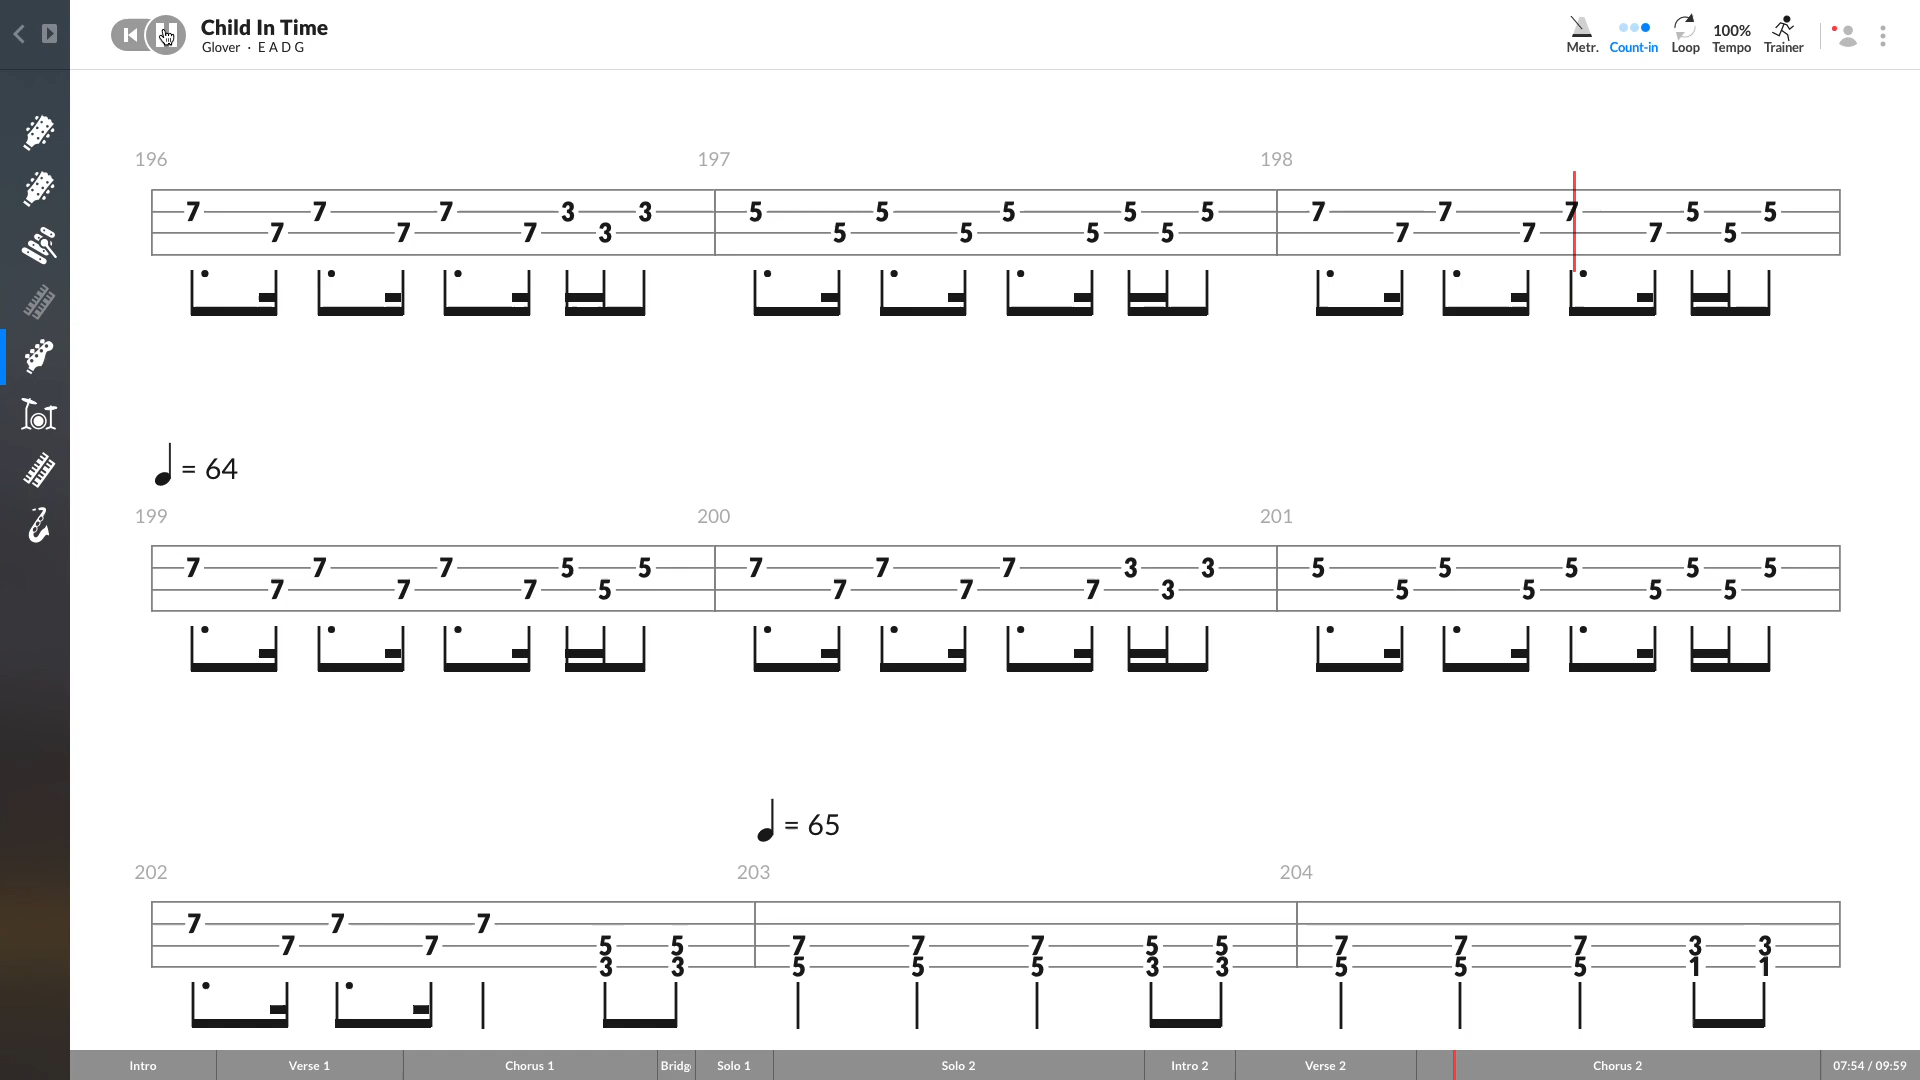 Child In Time
Glover · E A D G
Metr.
Count-in
Loop
100%
Tempo
Trainer
196 197 198
7 7 7 7 7 7 3 3 3 5 5 5 5 5 5 5 5 5 7 7 7 7 7 7 5 5 5
= 64
199 200 201
7 7 7 7 7 7 5 5 5 7 7 7 7 7 7 3 3 3 5 5 5 5 5 5 5 5 5
= 65
202 203 204
7 7 7 7 7 5 5 7 7 7 5 5 7 7 7 3 3
3 3 5 5 5 3 3 5 5 5 1 1
Intro Verse 1 Chorus 1 Bridg Solo 1 Solo 2 Intro 2 Verse 2 Chorus 2 07:54 / 09:59